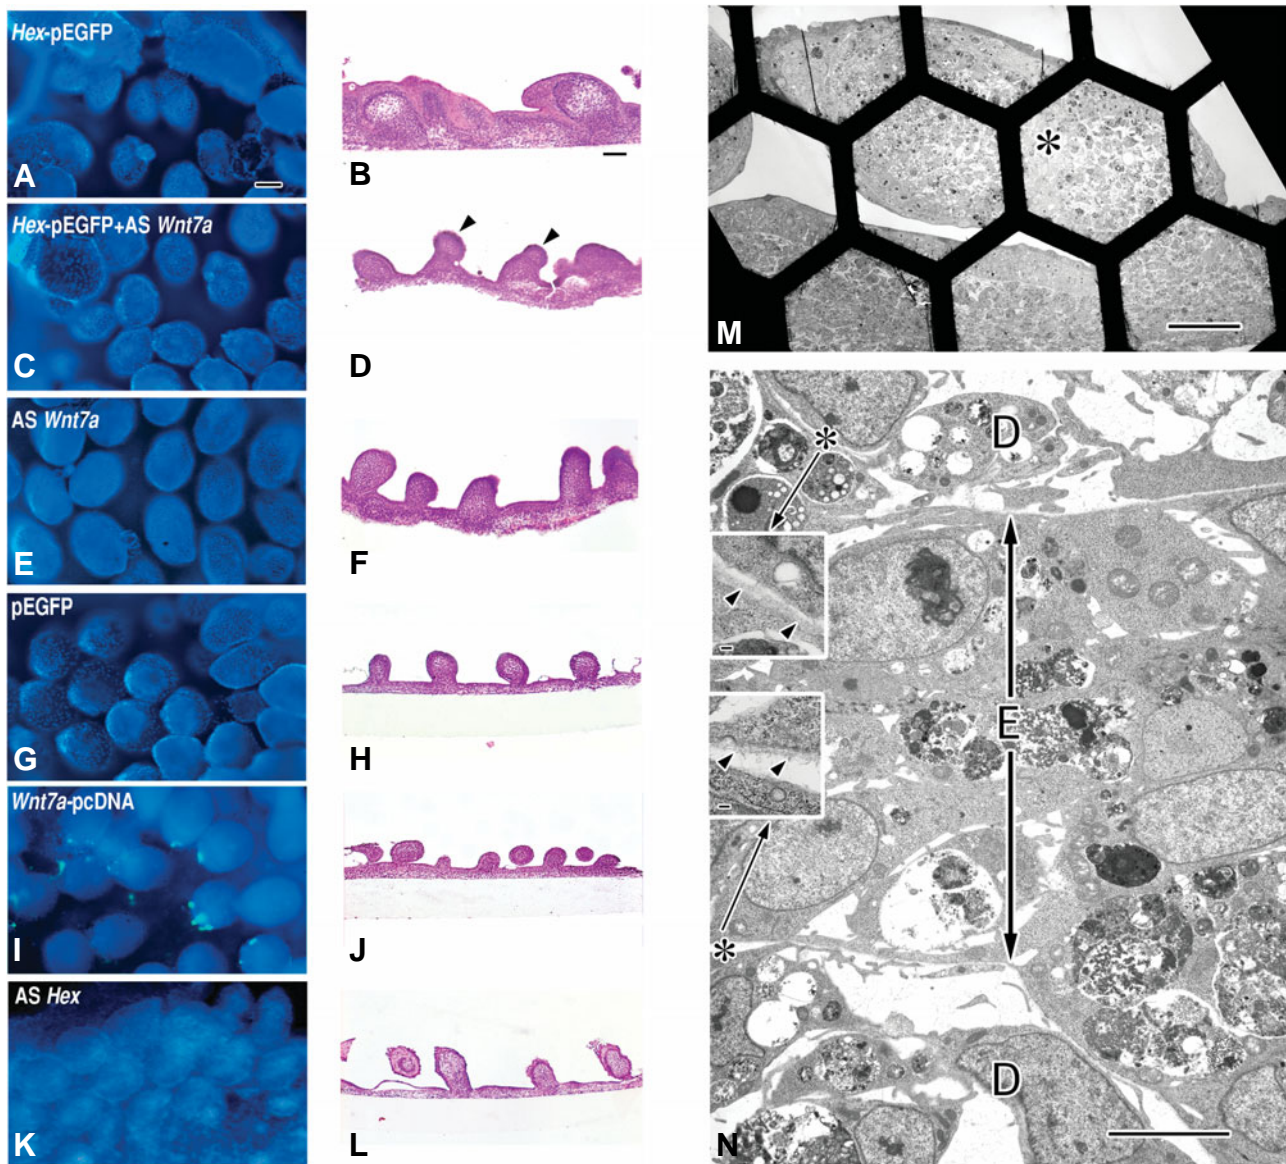 Hex-pEGFP
A
B
Hex-pEGFP+AS Wnt7a
C
D
AS Wnt7a
E
F
pEGFP
G
H
Wnt7a-pcDNA
I
J
AS Hex
K
L
*
M
D
*
E
*
D
N